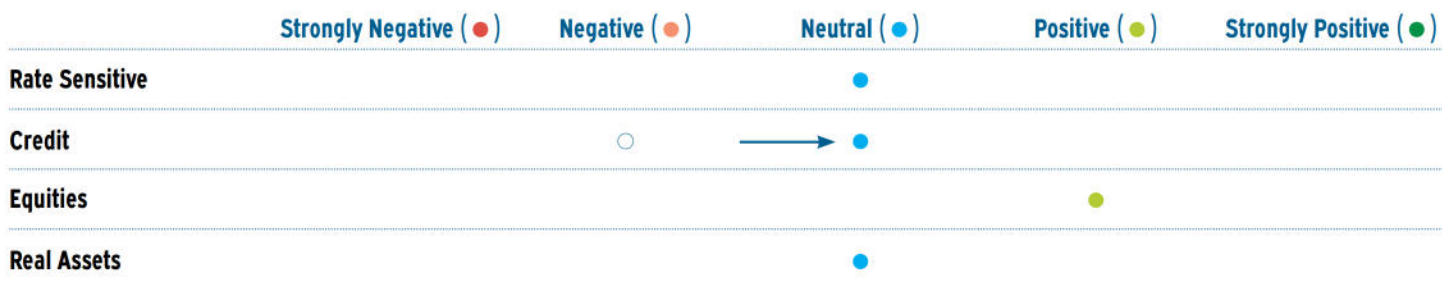 Strongly Negative (●) Negative (●) Neutral (●) Positive (●) Strongly Positive (●)
Rate Sensitive
Credit
Equities
Real Assets